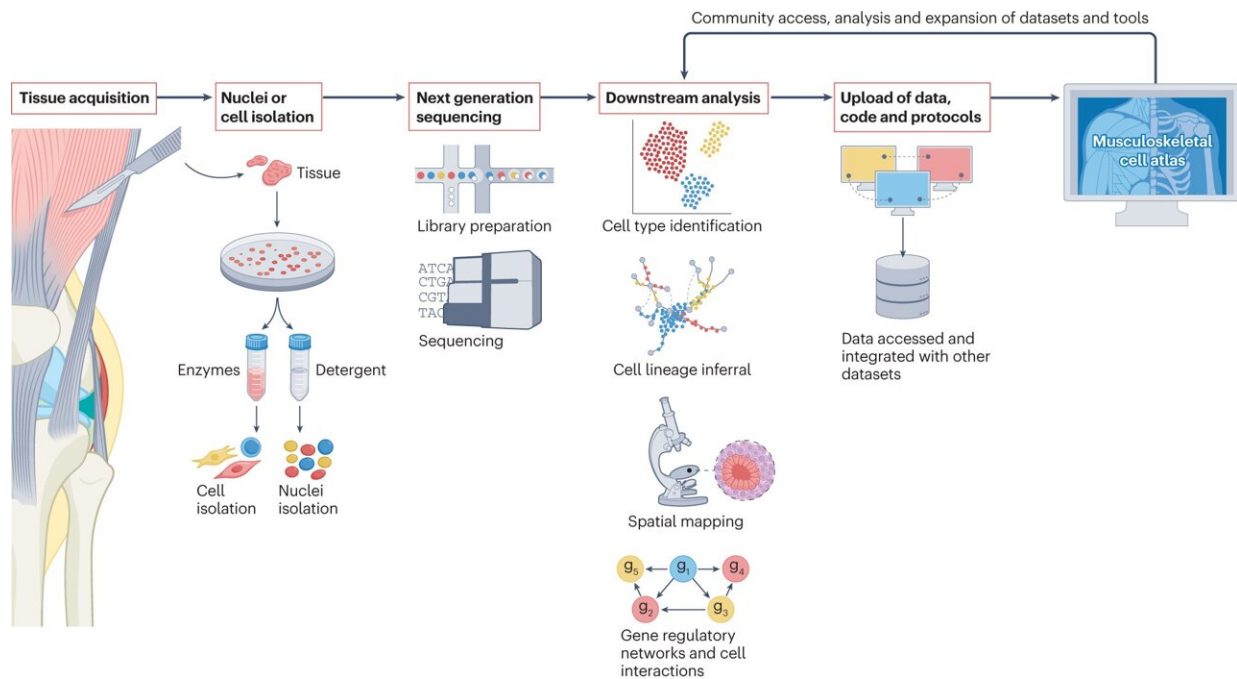 Community access, analysis and expansion of datasets and tools
Tissue acquisition
Nuclei or
cell isolation
Next generation
sequencing
Downstream analysis
Upload of data,
code and protocols
Musculoskeletal
cell atlas
Tissue
Enzymes
Detergent
Cell
isolation
Nuclei
isolation
Library preparation
ATCA
CTGA
CGT
TAC
Sequencing
Cell type identification
Cell lineage inferral
Spatial mapping
g5
g1
g4
g2
g3
Gene regulatory
networks and cell
interactions
Data accessed and
integrated with other
datasets